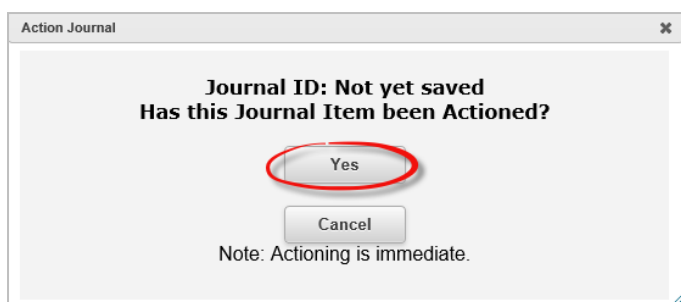 Action Journal
Journal ID: Not yet saved
Has this Journal Item been Actioned?
Yes
Cancel
Note: Actioning is immediate.